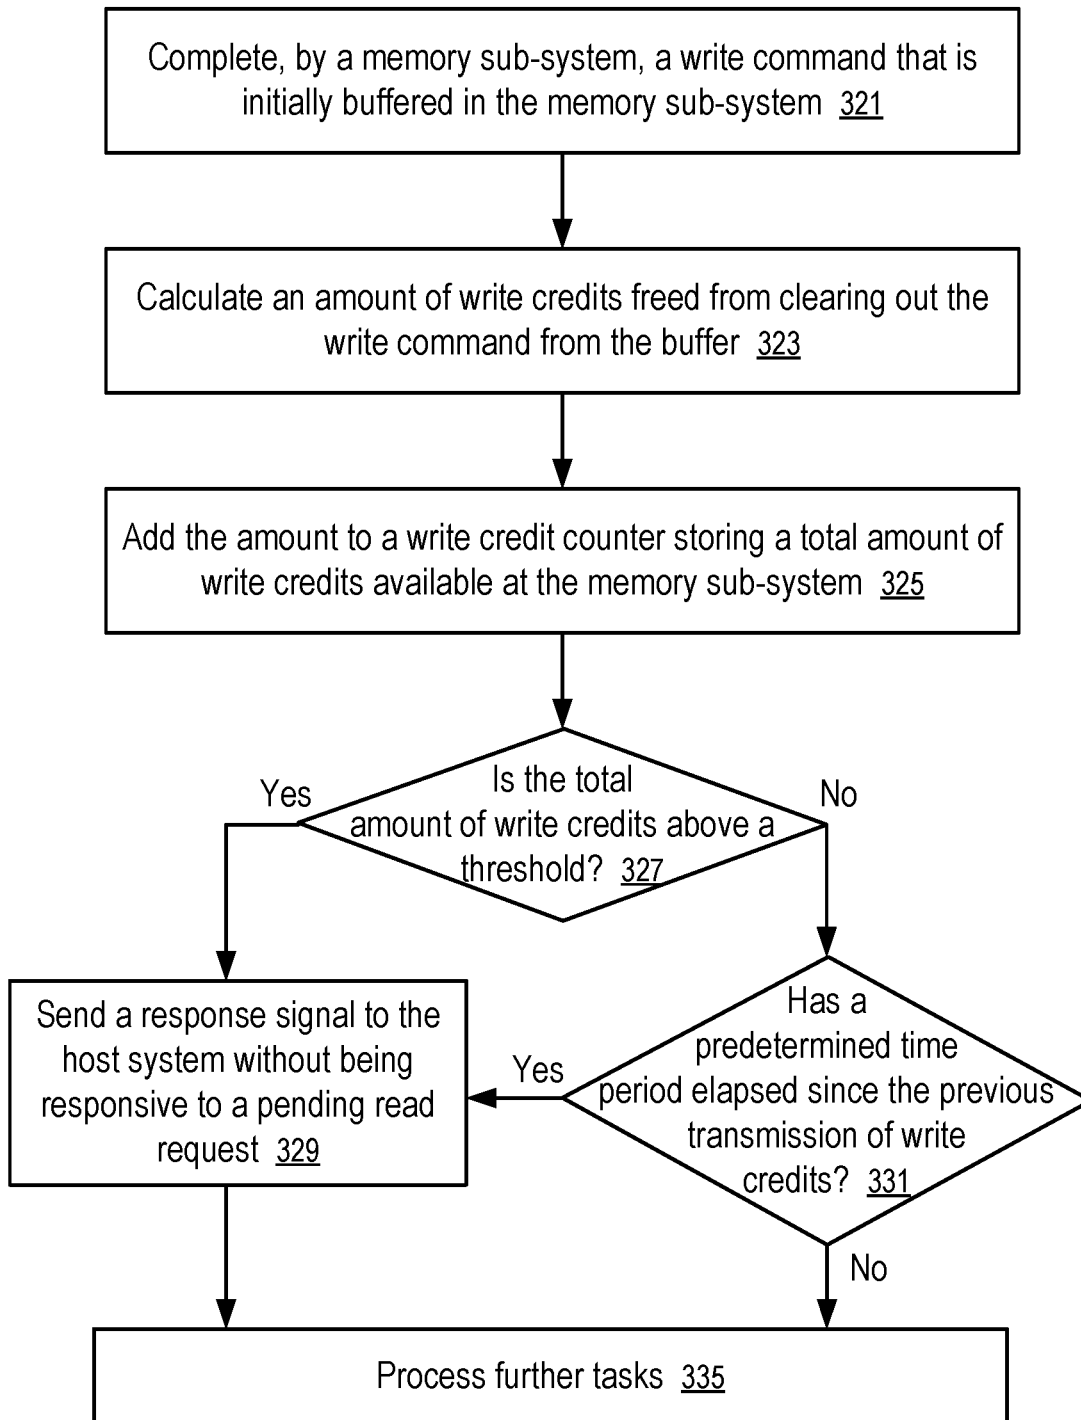 Complete, by a memory sub-system, a write command that is
initially buffered in the memory sub-system 321
Calculate an amount of write credits freed from clearing out the
write command from the buffer 323
Add the amount to a write credit counter storing a total amount of
write credits available at the memory sub-system 325
Is the total
amount of write credits above a
threshold? 327
Yes
No
Send a response signal to the
host system without being
responsive to a pending read
request 329
Yes
Has a
predetermined time
period elapsed since the previous
transmission of write
credits? 331
No
Process further tasks 335